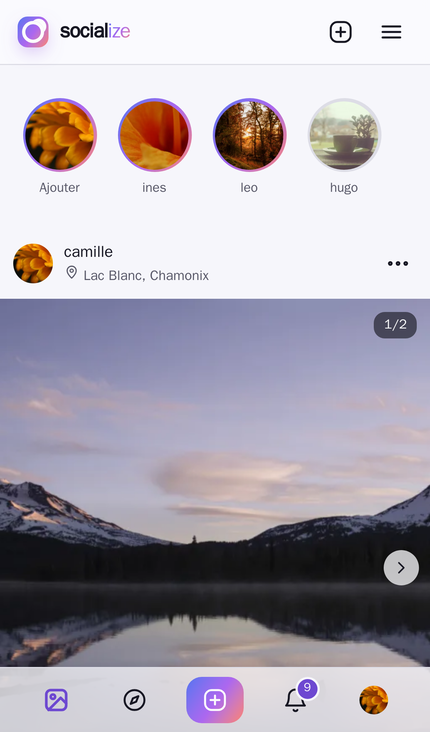 socialize
Ajouter
ines
leo
hugo
camille
Lac Blanc, Chamonix
1/2
9